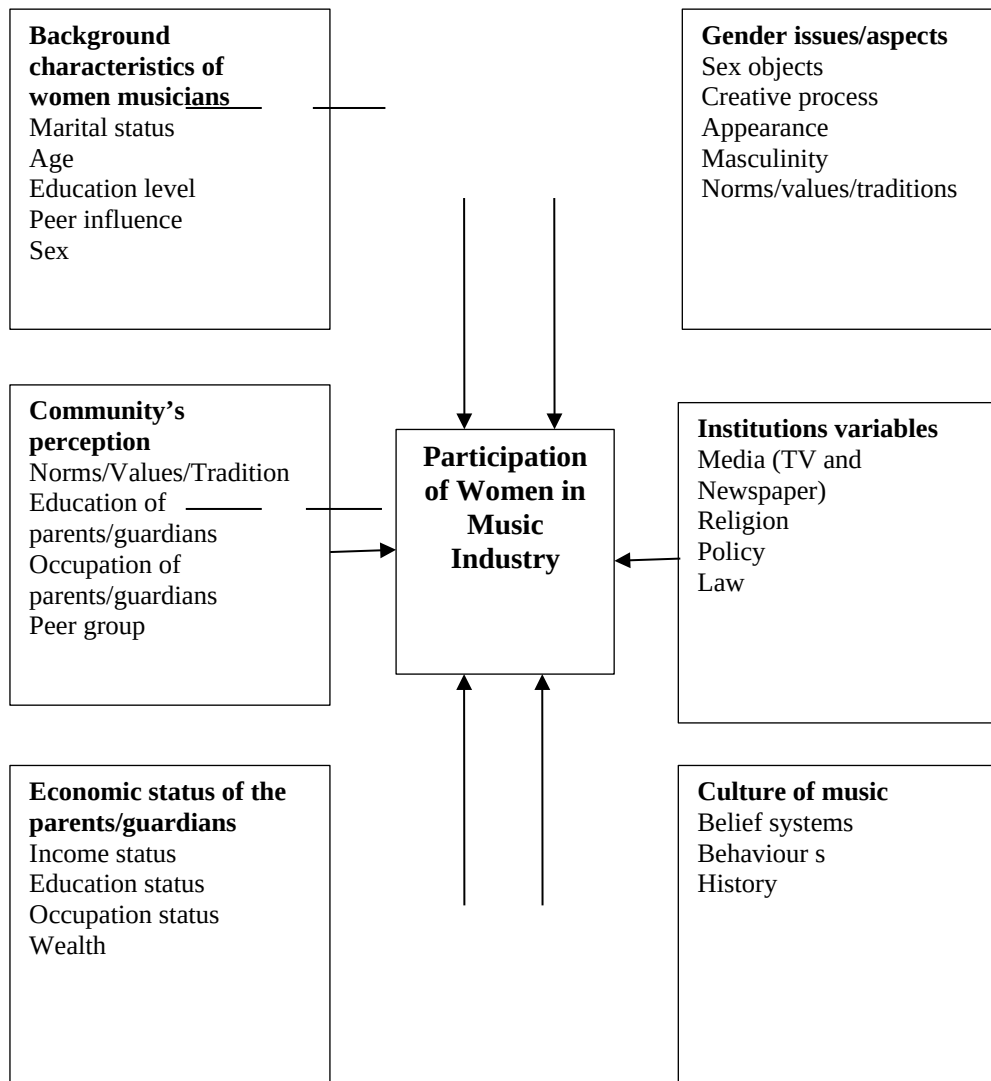 Background
characteristics of
women musicians
Marital status
Age
Education level
Peer influence
Sex
Gender issues/aspects
Sex objects
Creative process
Appearance
Masculinity
Norms/values/traditions
Community’s
perception
Norms/Values/Tradition
Education of
parents/guardians
Occupation of
parents/guardians
Peer group
Participation
of Women in
Music
Industry
Institutions variables
Media (TV and
Newspaper)
Religion
Policy
Law
Economic status of the
parents/guardians
Income status
Education status
Occupation status
Wealth
Culture of music
Belief systems
Behaviour s
History